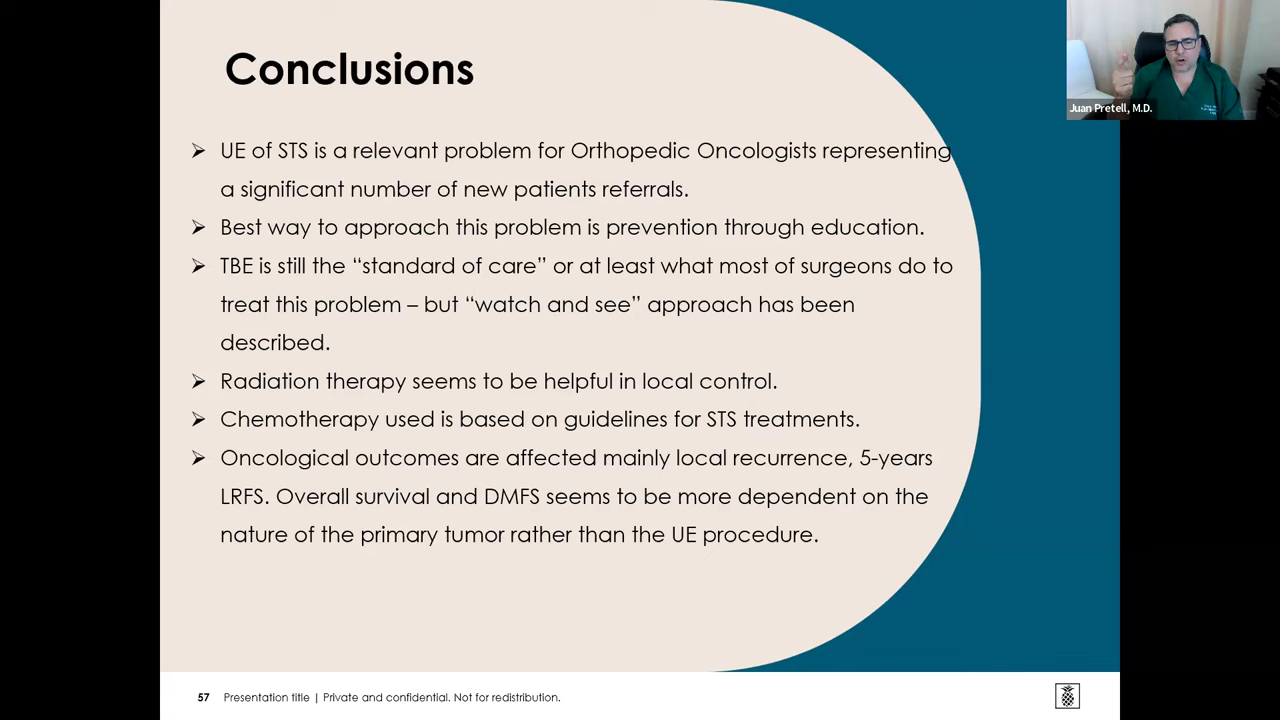 Conclusions
Juan Pretell, M.D.
➢ UE of STS is a relevant problem for Orthopedic Oncologists representing
a significant number of new patients referrals.
➢ Best way to approach this problem is prevention through education.
➢ TBE is still the “standard of care” or at least what most of surgeons do to
treat this problem – but “watch and see” approach has been
described.
➢ Radiation therapy seems to be helpful in local control.
➢ Chemotherapy used is based on guidelines for STS treatments.
➢ Oncological outcomes are affected mainly local recurrence, 5-years
LRFS. Overall survival and DMFS seems to be more dependent on the
nature of the primary tumor rather than the UE procedure.
57 Presentation title | Private and confidential. Not for redistribution.